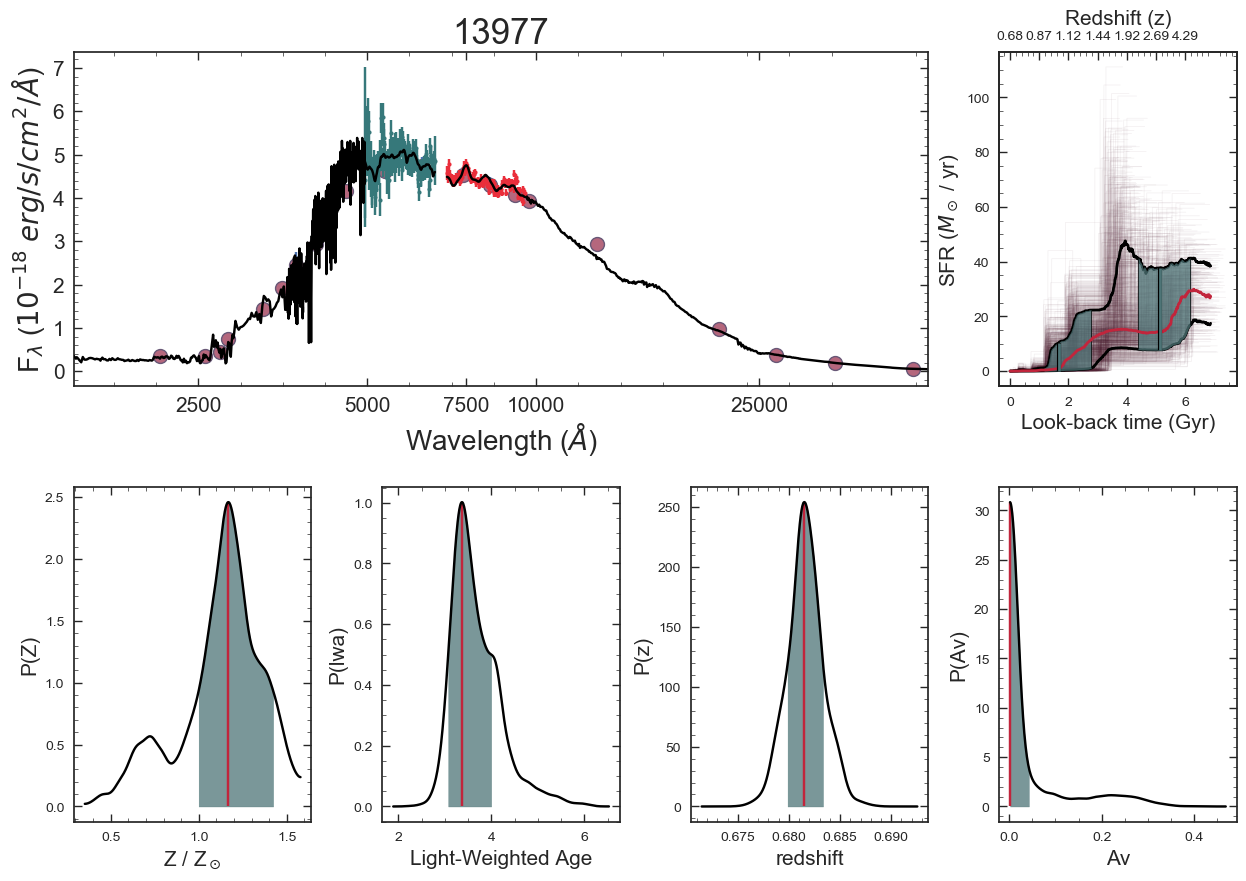 13977
F_λ (10^{-18} erg/s/cm^2/Å)
7
6
5
4
3
2
1
0
2500 5000 7500 10000 25000
Wavelength (Å)
Redshift (z)
0.68 0.87 1.12 1.44 1.92 2.69 4.29
SFR (M_⊙ / yr)
100
80
60
40
20
0
0 2 4 6
Look-back time (Gyr)
P(Z)
2.5
2.0
1.5
1.0
0.5
0.0
0.5 1.0 1.5
Z / Z_⊙
P(lwa)
1.0
0.8
0.6
0.4
0.2
0.0
2 4 6
Light-Weighted Age
P(z)
250
200
150
100
50
0
0.675 0.680 0.685 0.690
redshift
P(Av)
30
25
20
15
10
5
0
0.0 0.2 0.4
Av